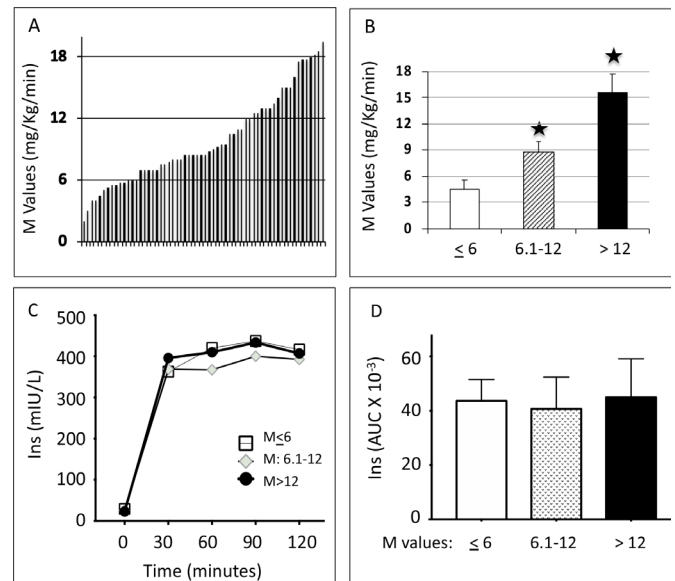 A
M Values (mg/Kg/min)
18
12
6
0
B
M Values (mg/Kg/min)
18
15
12
9
6
3
0
≤ 6
6.1-12
> 12
C
Ins (mIU/L)
500
400
300
400
100
0
M≤6
M: 6.1-12
M>12
0 30 60 90 120
Time (minutes)
D
Ins (AUC X 10⁻³)
60
40
20
0
M values: ≤ 6 6.1-12 > 12